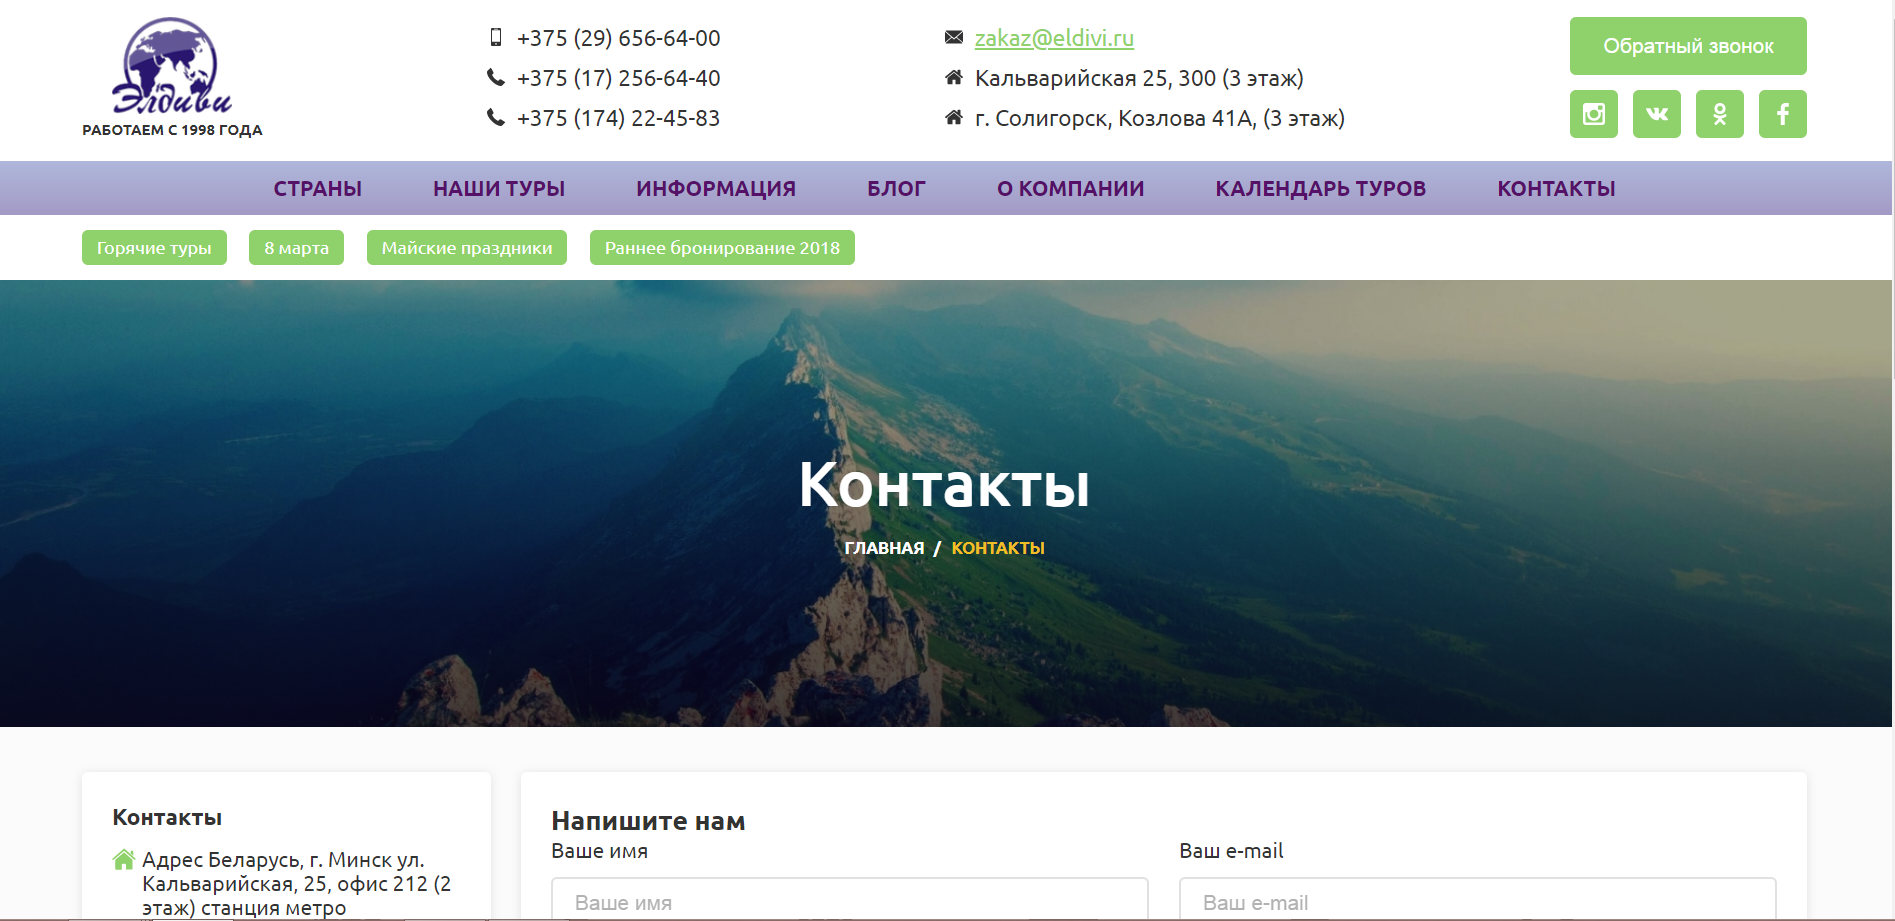 Элдиви
РАБОТАЕМ С 1998 ГОДА
+375 (29) 656-64-00
+375 (17) 256-64-40
+375 (174) 22-45-83
zakaz@eldivi.ru
Кальварийская 25, 300 (3 этаж)
г. Солигорск, Козлова 41А, (3 этаж)
Обратный звонок
СТРАНЫ НАШИ ТУРЫ ИНФОРМАЦИЯ БЛОГ О КОМПАНИИ КАЛЕНДАРЬ ТУРОВ КОНТАКТЫ
Горячие туры 8 марта Майские праздники Раннее бронирование 2018
Контакты
ГЛАВНАЯ / КОНТАКТЫ
Контакты
Адрес Беларусь, г. Минск ул.
Кальварийская, 25, офис 212 (2
этаж) станция метро
Напишите нам
Ваше имя
Ваше имя
Ваш e-mail
Ваш e-mail